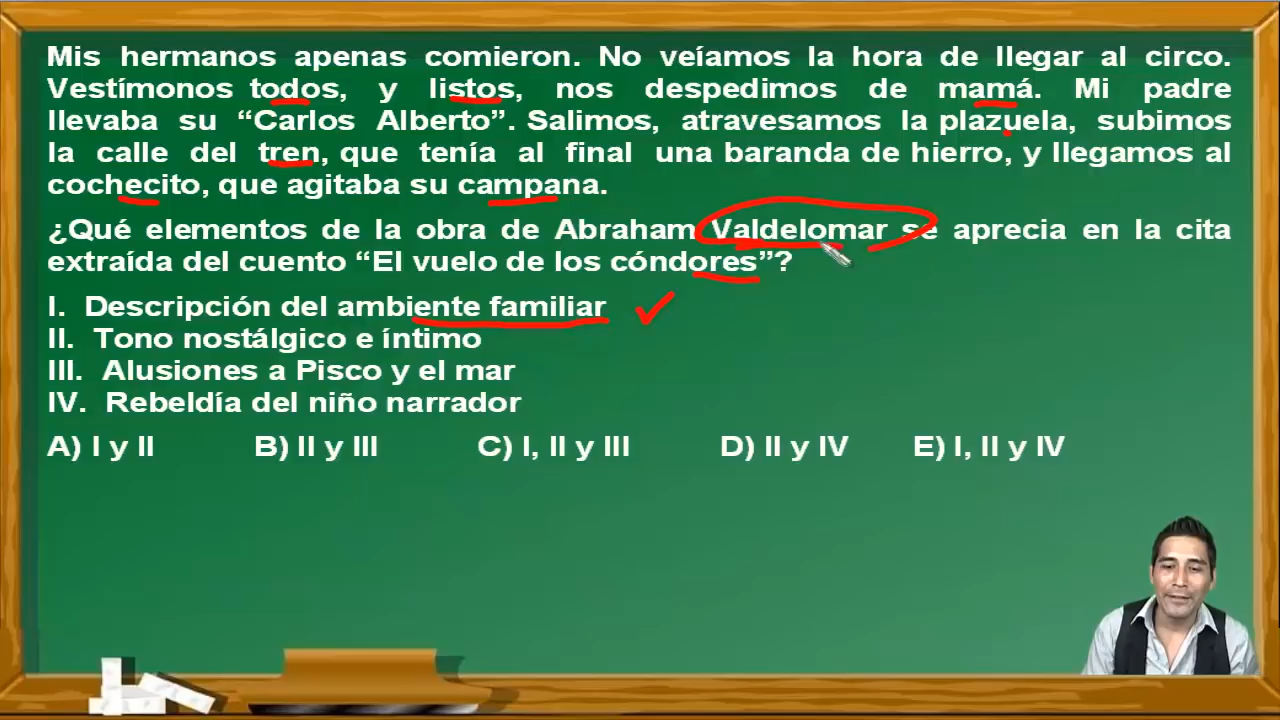 Mis hermanos apenas comieron. No veíamos la hora de llegar al circo.
Vestímonos todos, y listos, nos despedimos de mamá. Mi padre
llevaba su “Carlos Alberto”. Salimos, atravesamos la plazuela, subimos
la calle del tren, que tenía al final una baranda de hierro, y llegamos al
cochecito, que agitaba su campana.
¿Qué elementos de la obra de Abraham Valdelomar se aprecia en la cita
extraída del cuento “El vuelo de los cóndores”?
I. Descripción del ambiente familiar
II. Tono nostálgico e íntimo
III. Alusiones a Pisco y el mar
IV. Rebeldía del niño narrador
A) I y II B) II y III C) I, II y III D) II y IV E) I, II y IV